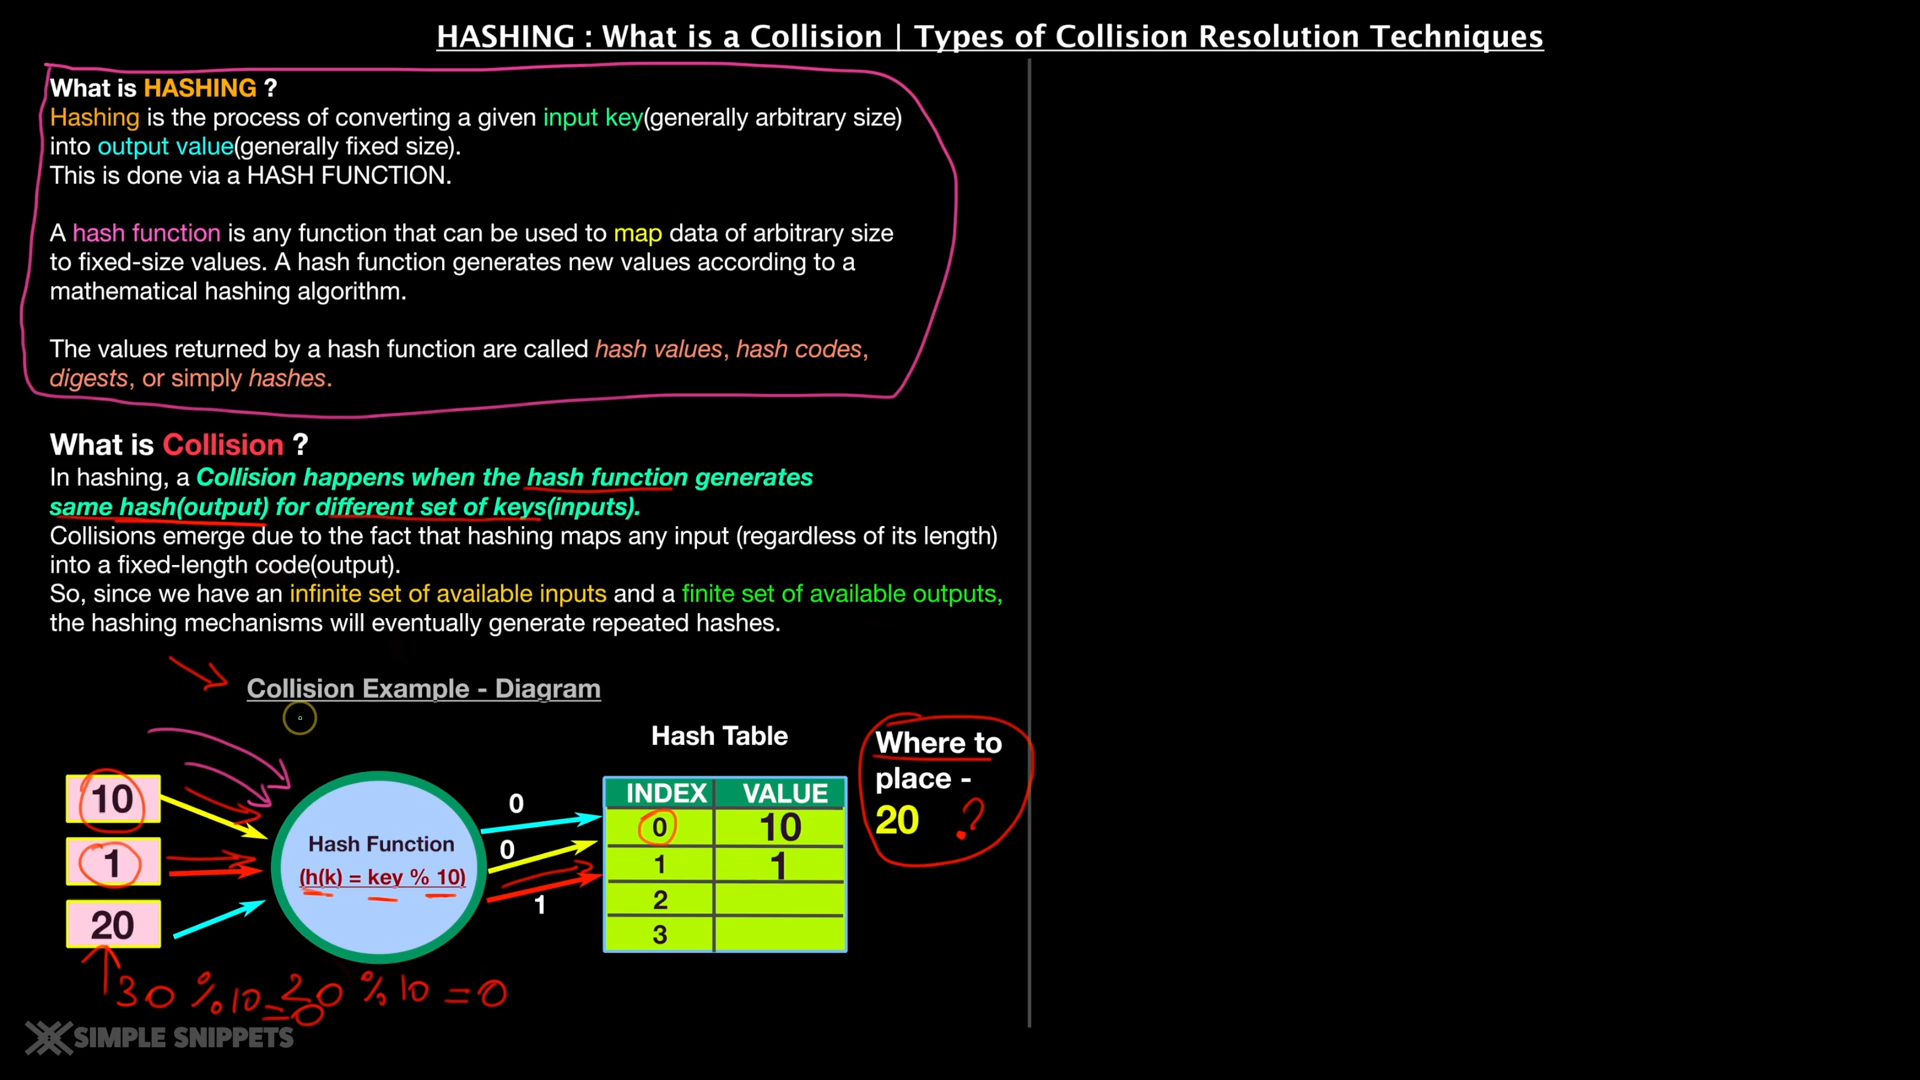 HASHING : What is a Collision | Types of Collision Resolution Techniques
What is HASHING ?
Hashing is the process of converting a given input key(generally arbitrary size)
into output value(generally fixed size).
This is done via a HASH FUNCTION.
A hash function is any function that can be used to map data of arbitrary size
to fixed-size values. A hash function generates new values according to a
mathematical hashing algorithm.
The values returned by a hash function are called hash values, hash codes,
digests, or simply hashes.
What is Collision ?
In hashing, a Collision happens when the hash function generates
same hash(output) for different set of keys(inputs).
Collisions emerge due to the fact that hashing maps any input (regardless of its length)
into a fixed-length code(output).
So, since we have an infinite set of available inputs and a finite set of available outputs,
the hashing mechanisms will eventually generate repeated hashes.
Collision Example - Diagram
10
1
20
Hash Function
(h(k) = key % 10)
0
0
1
Hash Table
INDEX VALUE
0 10
1 1
2
3
Where to
place -
20 ?
30 % 10 = 0
20 % 10 = 0
SIMPLE SNIPPETS